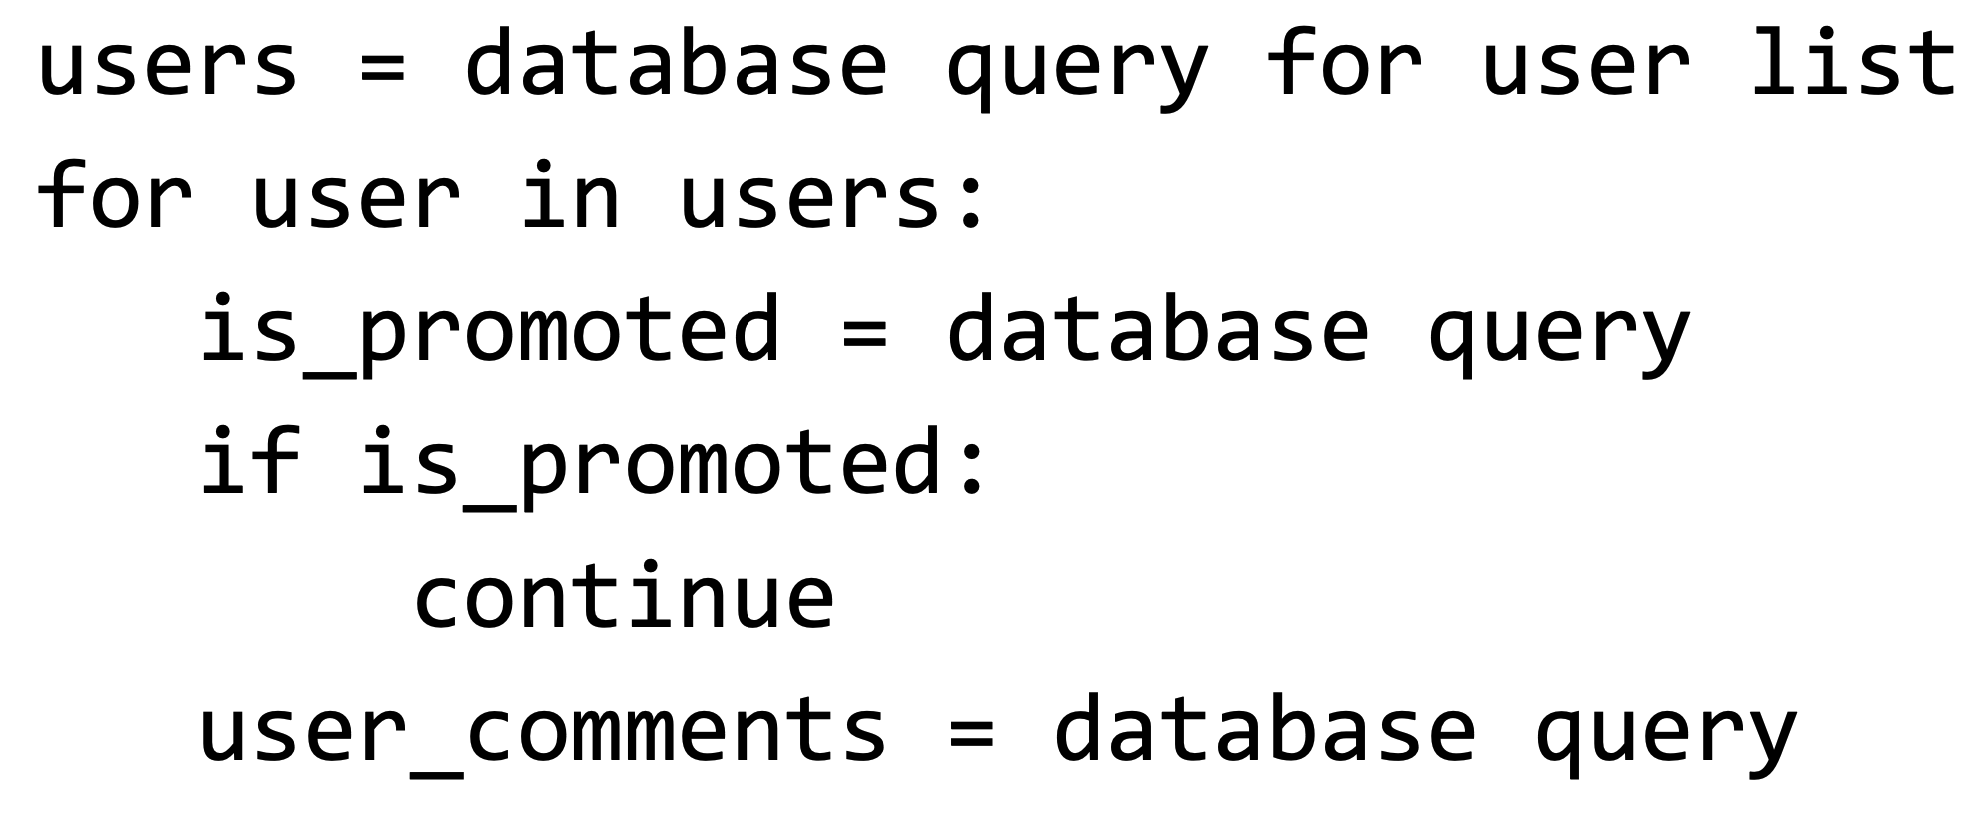 users = database query for user list
for user in users:
   is_promoted = database query
   if is_promoted:
       continue
   user_comments = database query